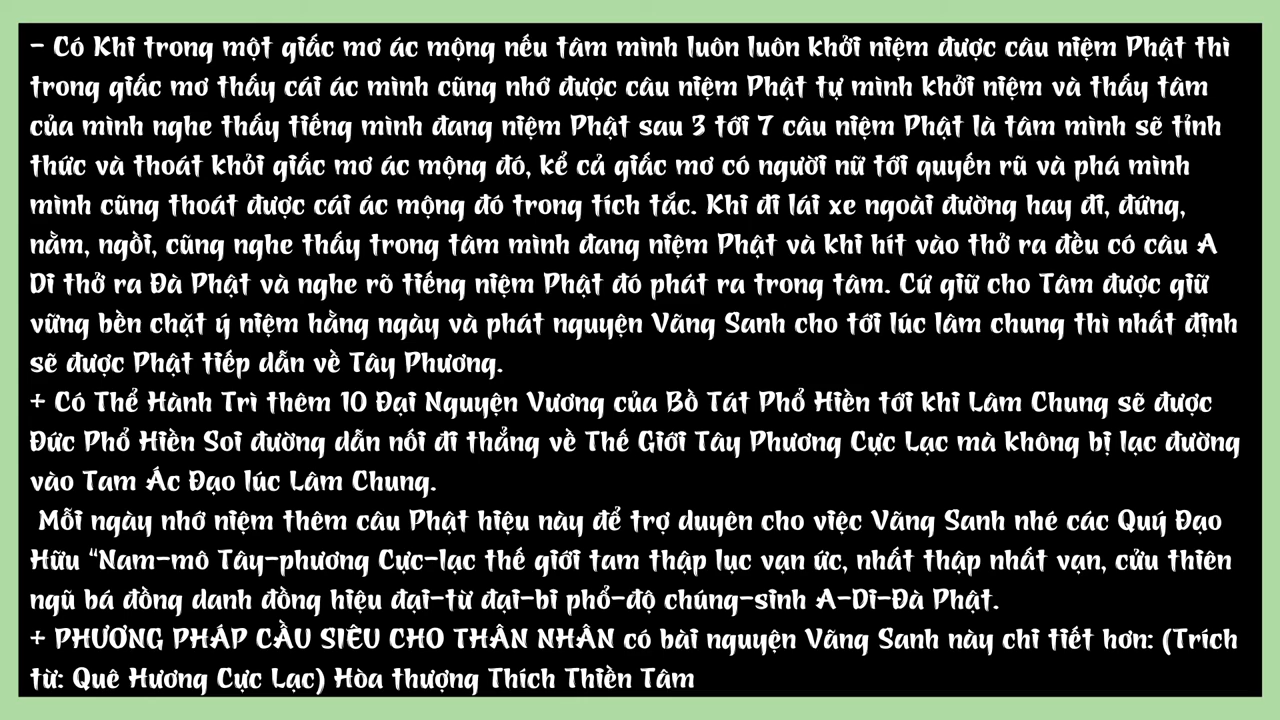 - Có Khi trong một giấc mơ ác mộng nếu tâm mình luôn luôn khởi niệm được câu niệm Phật thì
trong giấc mơ thấy cái ác mình cũng nhớ được câu niệm Phật tự mình khởi niệm và thấy tâm
của mình nghe thấy tiếng mình đang niệm Phật sau 3 tới 7 câu niệm Phật là tâm mình sẽ tỉnh
thức và thoát khỏi giấc mơ ác mộng đó, kể cả giấc mơ có người nữ tới quyến rũ và phá mình
mình cũng thoát được cái ác mộng đó trong tích tắc. Khi đi lái xe ngoài đường hay đi, đứng,
nằm, ngồi, cũng nghe thấy trong tâm mình đang niệm Phật và khi hít vào thở ra đều có câu A
Di thở ra Đà Phật và nghe rõ tiếng niệm Phật đó phát ra trong tâm. Cứ giữ cho Tâm được giữ
vững bền chặt ý niệm hằng ngày và phát nguyện Vãng Sanh cho tới lúc lâm chung thì nhất định
sẽ được Phật tiếp dẫn về Tây Phương.
+ Có Thể Hành Trì thêm 10 Đại Nguyện Vương của Bồ Tát Phổ Hiền tới khi Lâm Chung sẽ được
Đức Phổ Hiền Soi đường dẫn nối đi thẳng về Thế Giới Tây Phương Cực Lạc mà không bị lạc đường
vào Tam Ác Đạo lúc Lâm Chung.
Mỗi ngày nhớ niệm thêm câu Phật hiệu này để trợ duyên cho việc Vãng Sanh nhé các Quý Đạo
Hữu "Nam-mô Tây-phương Cực-lạc thế giới tam thập lục vạn ức, nhất thập nhất vạn, cửu thiên
ngũ bá đồng danh đồng hiệu đại-từ đại-bi phổ-độ chúng-sinh A-Di-Đà Phật.
+ PHƯƠNG PHÁP CẦU SIÊU CHO THÂN NHÂN có bài nguyện Vãng Sanh này chi tiết hơn: (Trích
từ: Quê Hương Cực Lạc) Hòa thượng Thích Thiền Tâm